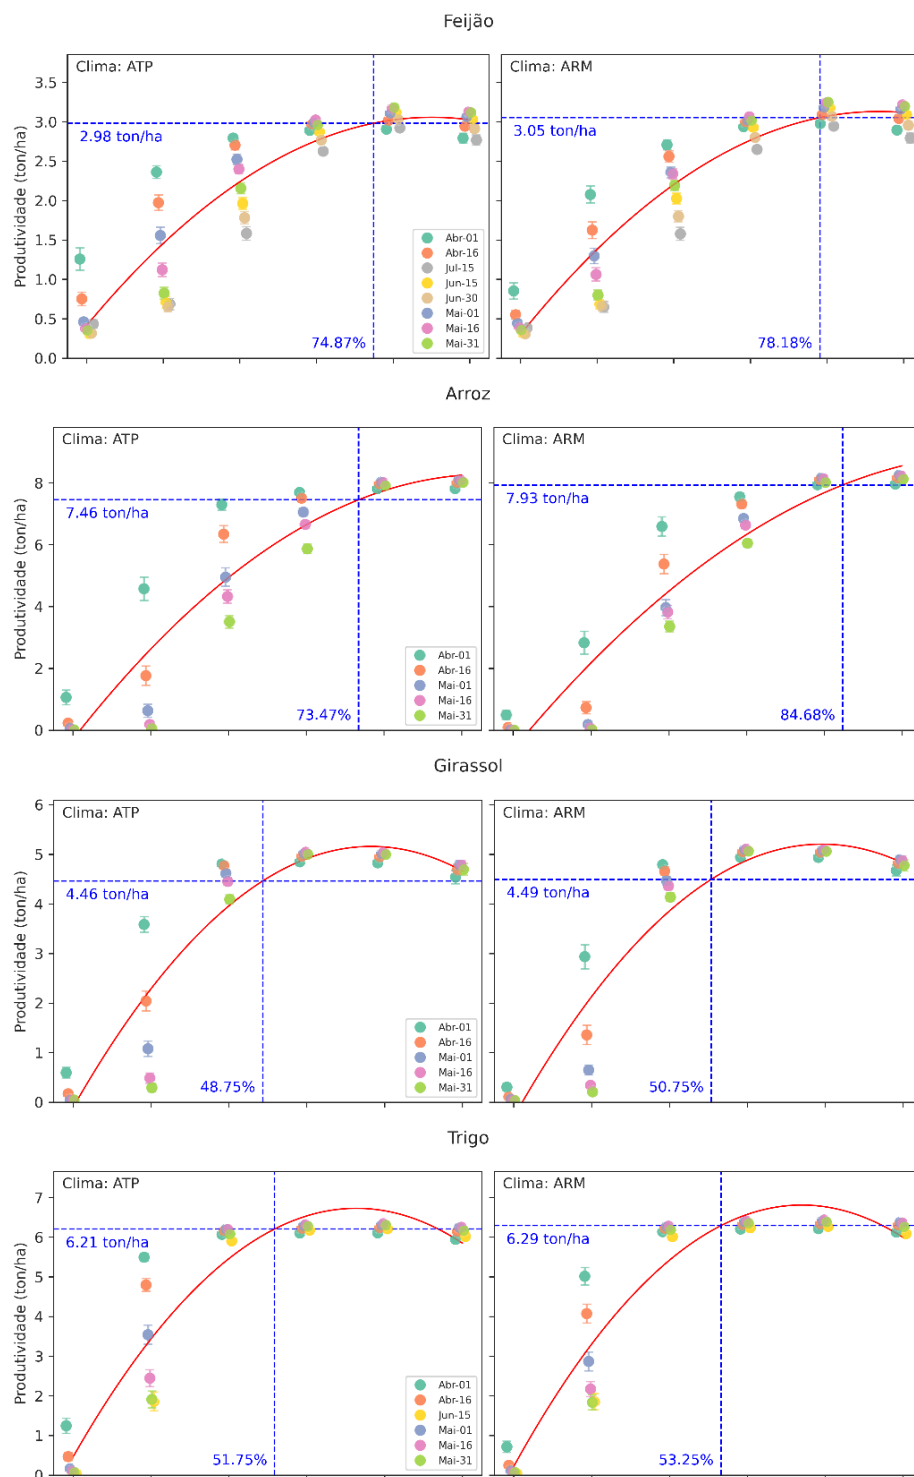 Feijão
Clima: ATP
Clima: ARM
3.5
3.0
2.5
2.0
1.5
1.0
0.5
0.0
Produtividade (ton/ha)
2.98 ton/ha
3.05 ton/ha
Abr-01
Abr-16
Jul-15
Jun-15
Jun-30
Mai-01
Mai-16
Mai-31
74.87%
78.18%
Arroz
Clima: ATP
Clima: ARM
8
6
4
2
0
Produtividade (ton/ha)
7.46 ton/ha
7.93 ton/ha
Abr-01
Abr-16
Mai-01
Mai-16
Mai-31
73.47%
84.68%
Girassol
Clima: ATP
Clima: ARM
6
5
4
3
2
1
0
Produtividade (ton/ha)
4.46 ton/ha
4.49 ton/ha
Abr-01
Abr-16
Mai-01
Mai-16
Mai-31
48.75%
50.75%
Trigo
Clima: ATP
Clima: ARM
7
6
5
4
3
2
1
0
Produtividade (ton/ha)
6.21 ton/ha
6.29 ton/ha
Abr-01
Abr-16
Jun-15
Mai-01
Mai-16
Mai-31
51.75%
53.25%